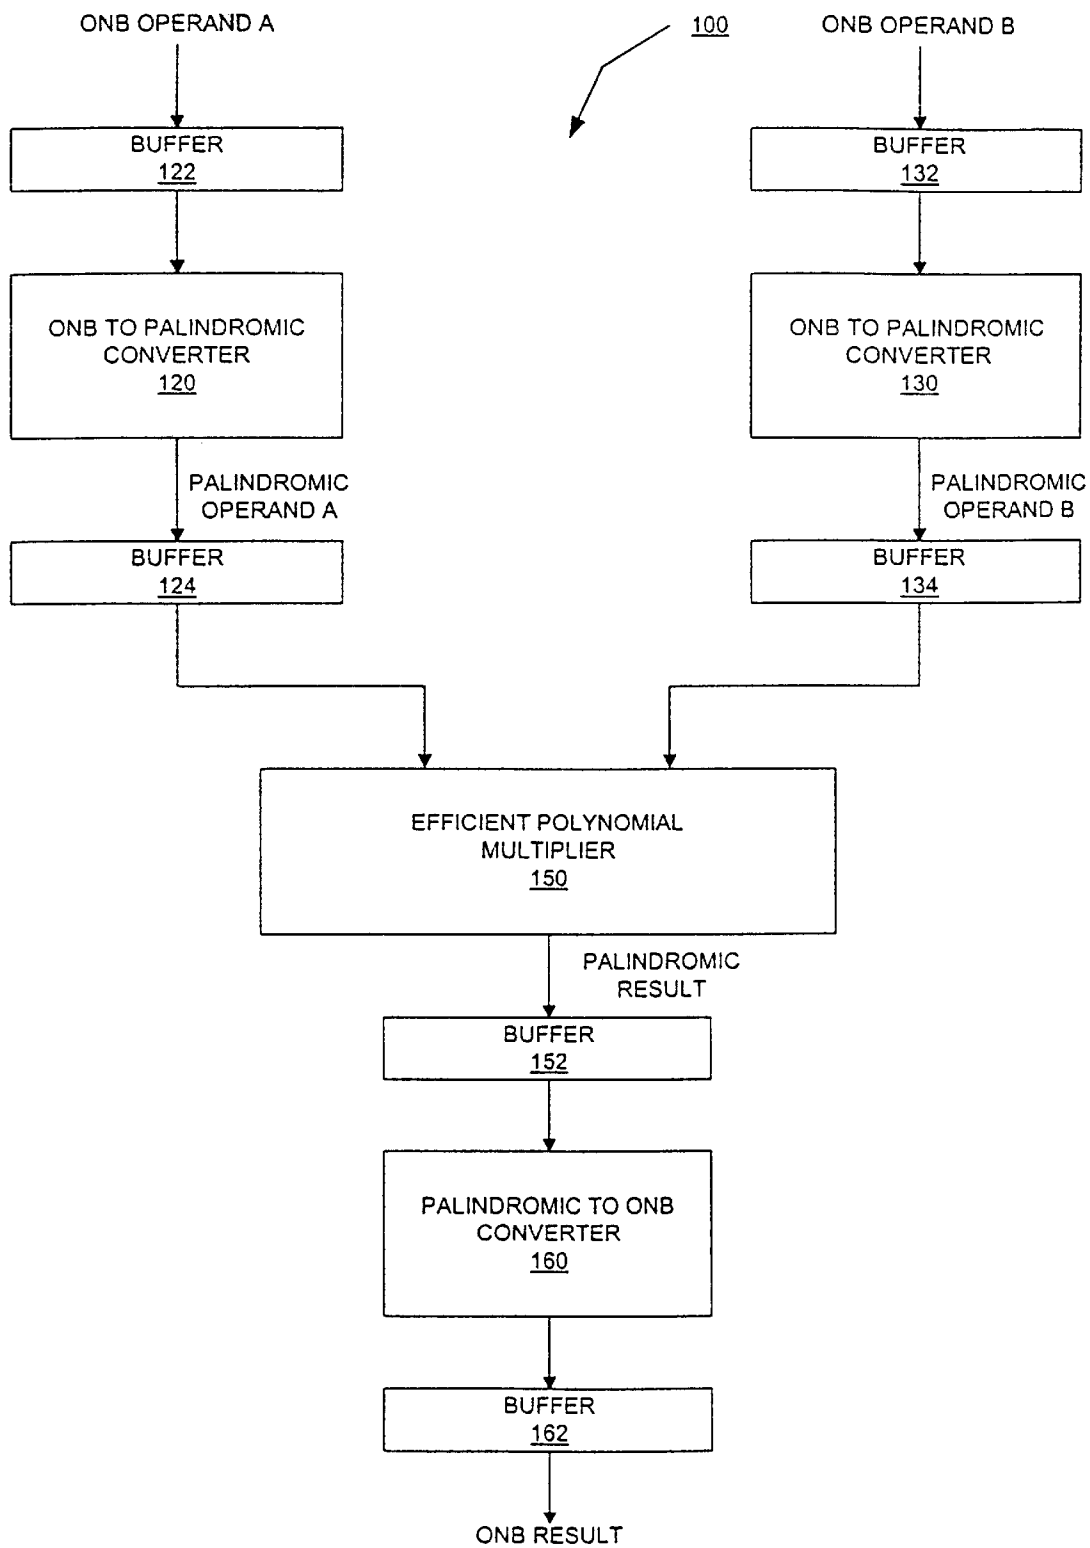 ONB OPERAND A
100
ONB OPERAND B
BUFFER
122
BUFFER
132
ONB TO PALINDROMIC
CONVERTER
120
ONB TO PALINDROMIC
CONVERTER
130
PALINDROMIC
OPERAND A
PALINDROMIC
OPERAND B
BUFFER
124
BUFFER
134
EFFICIENT POLYNOMIAL
MULTIPLIER
150
PALINDROMIC
RESULT
BUFFER
152
PALINDROMIC TO ONB
CONVERTER
160
BUFFER
162
ONB RESULT